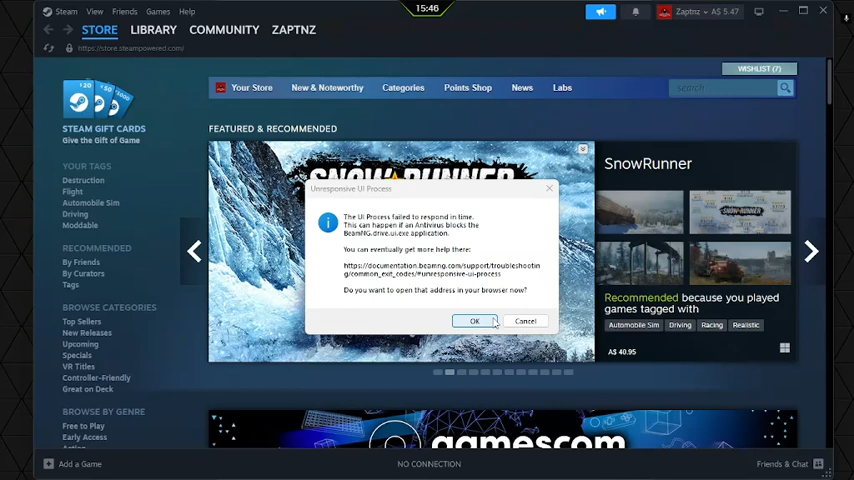 15:46
Steam View Friends Games Help
Zaptnz
A$ 5.47
STORE LIBRARY COMMUNITY ZAPTNZ
https://store.steampowered.com/
WISHLIST (7)
Your Store New & Noteworthy Categories Points Shop News Labs
search
STEAM GIFT CARDS
Give the Gift of Game
FEATURED & RECOMMENDED
YOUR TAGS
Destruction
Flight
Automobile Sim
Driving
Moddable
RECOMMENDED
By Friends
By Curators
Tags
BROWSE CATEGORIES
Top Sellers
New Releases
Upcoming
Specials
VR Titles
Controller-Friendly
Great on Deck
BROWSE BY GENRE
Free to Play
Early Access
SnowRunner
SNOWRUNNER
Unresponsive UI Process
The UI Process failed to respond in time.
This can happen if an Antivirus blocks the
BeamNG.drive.ui.exe application.
You can eventually get more help there:
https://documentation.beamng.com/support/troubleshootin
g/common_exit_codes/#unresponsive-ui-process
Do you want to open that address in your browser now?
OK Cancel
Recommended because you played
games tagged with
Automobile Sim Driving Racing Realistic
A$ 40.95
gamescom
Add a Game
NO CONNECTION
Friends & Chat